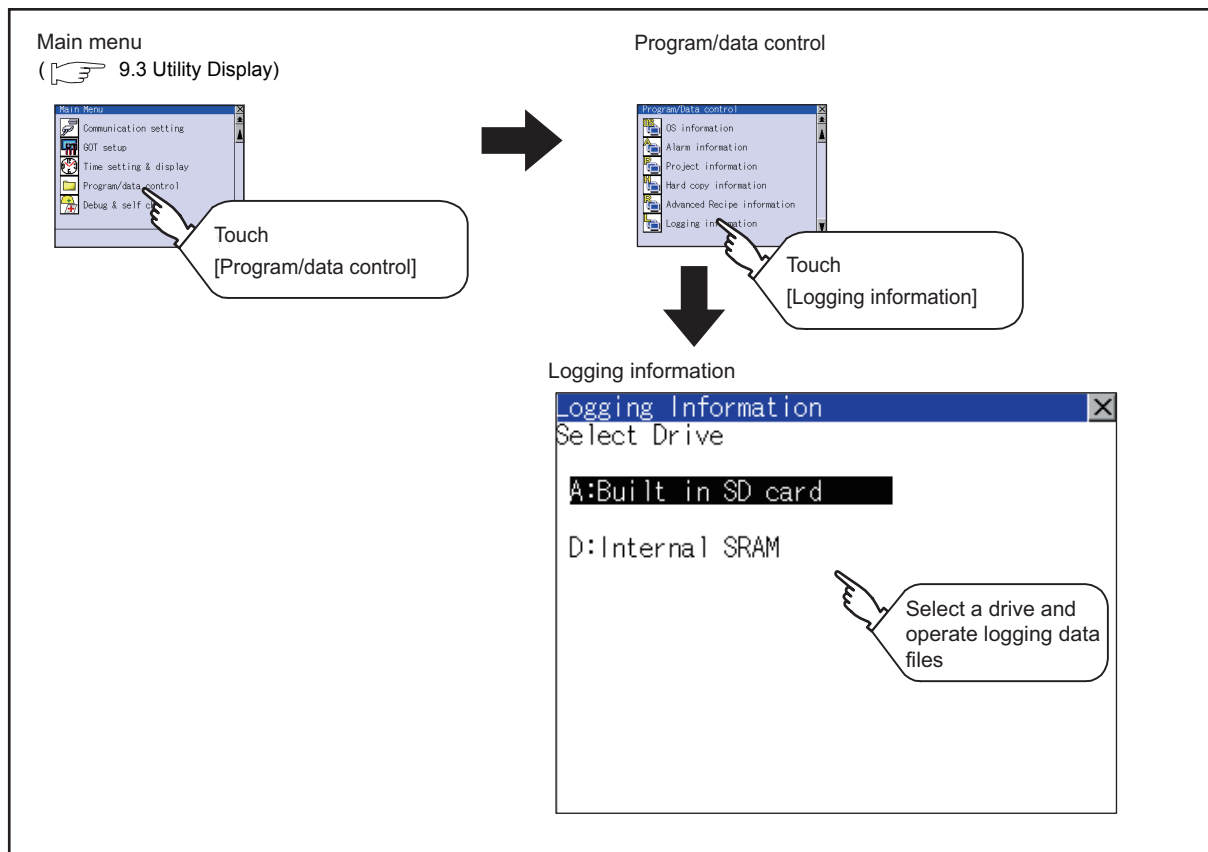 Main menu
( 9.3 Utility Display)
Main Menu
Communication setting
GOT setup
Time setting & display
Program/data control
Debug & self
Touch
[Program/data control]
Program/data control
Program/Data control
OS information
Alarm information
Project information
Hard copy information
Advanced Recipe information
Logging information
Touch
[Logging information]
Logging information
Logging Information
Select Drive
A:Built in SD card
D:Internal SRAM
Select a drive and
operate logging data
files